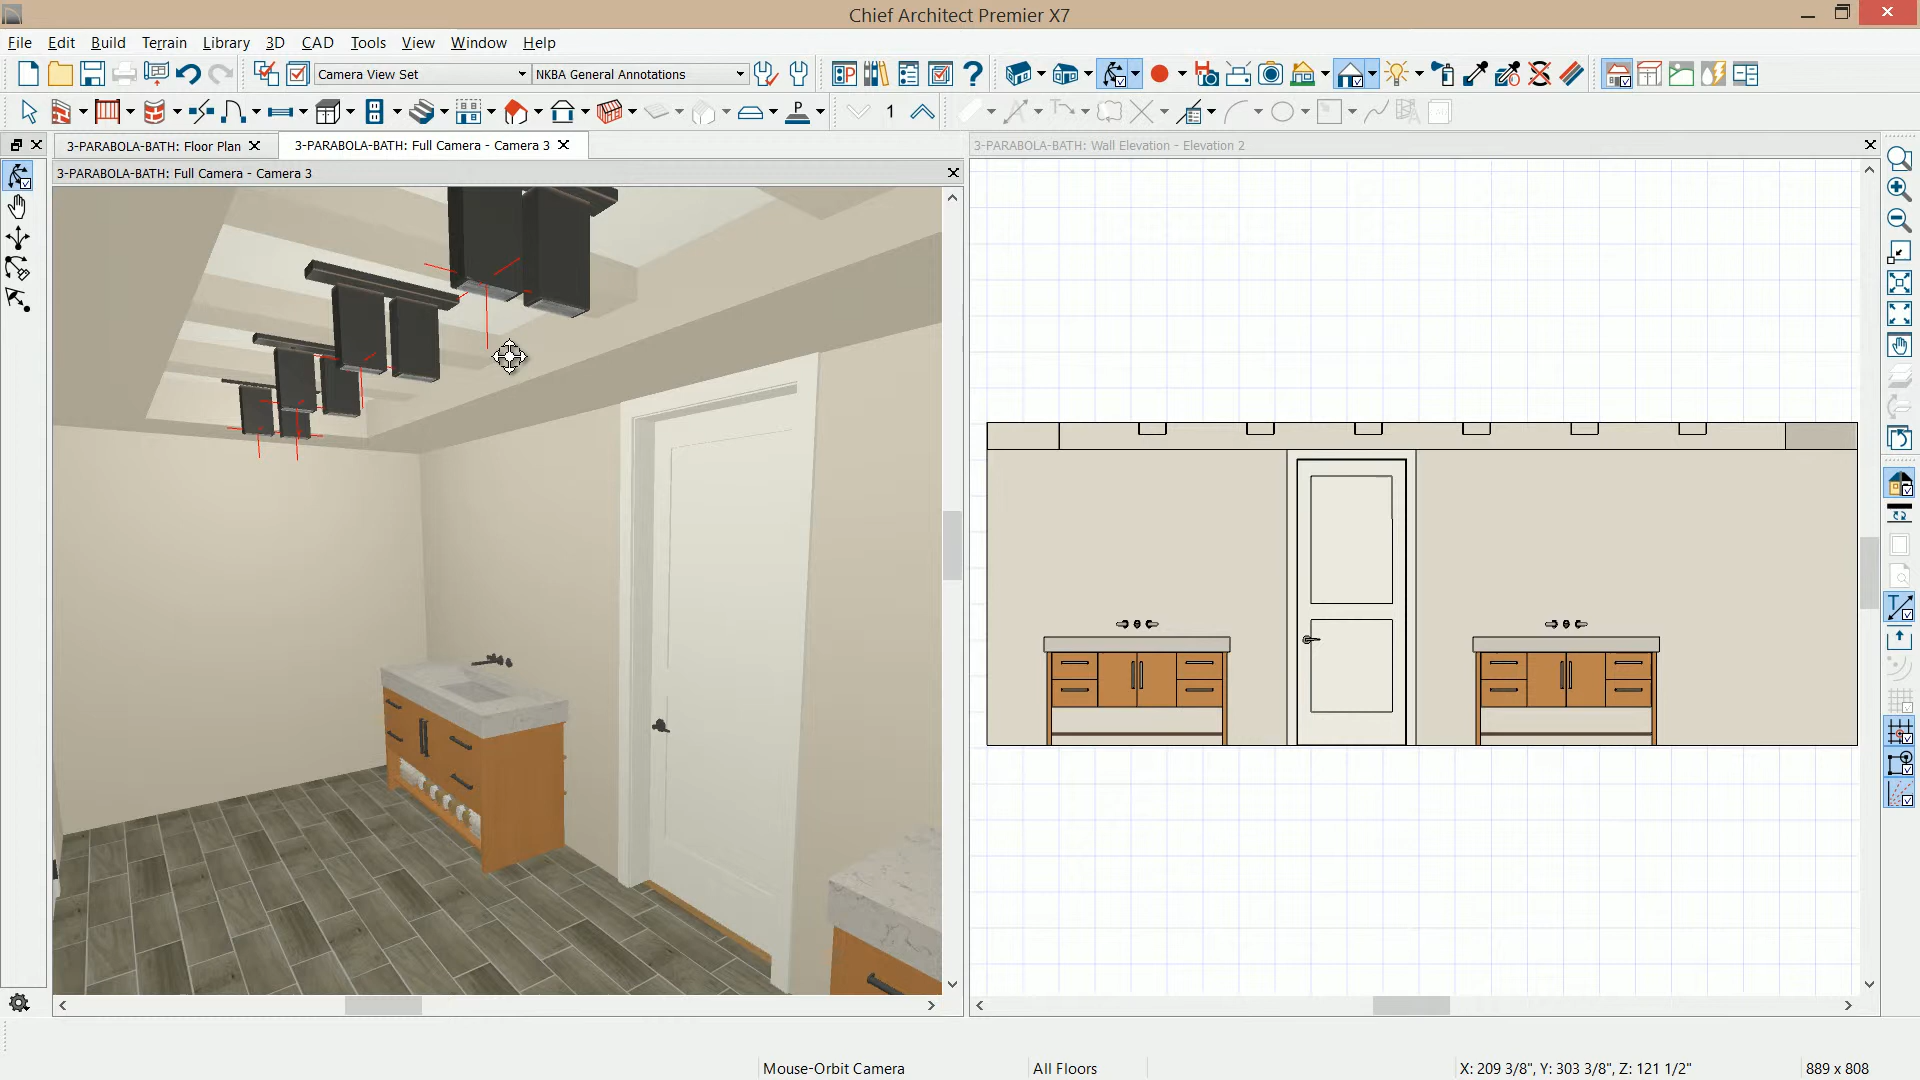 Chief Architect Premier X7
File Edit Build Terrain Library 3D CAD Tools View Window Help
Camera View Set NKBA General Annotations
1
3-PARABOLA-BATH: Floor Plan 3-PARABOLA-BATH: Full Camera - Camera 3 3-PARABOLA-BATH: Wall Elevation - Elevation 2
3-PARABOLA-BATH: Full Camera - Camera 3
Mouse-Orbit Camera All Floors X: 209 3/8", Y: 303 3/8", Z: 121 1/2" 889 x 808